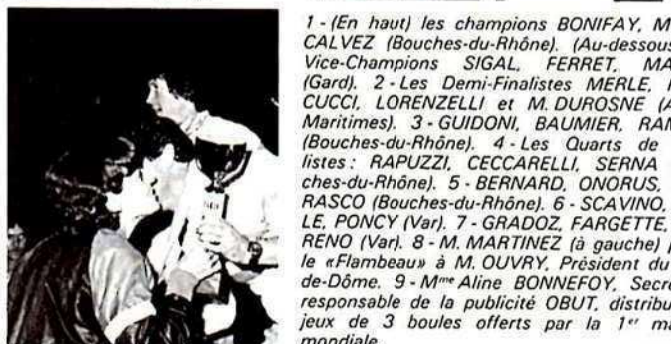 1 - (En haut) les champions BONIFAY, M
CALVEZ (Bouches-du-Rhône). (Au-dessous
Vice-Champions SIGAL, FERRET, MA
(Gard). 2 - Les Demi-Finalistes MERLE,
CUCCI, LORENZELLI et M. DUROSNE (
Maritimes). 3 - GUIDONI, BAUMIER, RAM
(Bouches-du-Rhône). 4 - Les Quarts de
listes : RAPUZZI, CECCARELLI, SERNA
ches-du-Rhône). 5 - BERNARD, ONORUS,
RASCO (Bouches-du-Rhône). 6 - SCAVINO,
LE, PONCY (Var). 7 - GRADOZ, FARGETTE,
RENO (Var). 8 - M. MARTINEZ (à gauche)
le «Flambeau» à M. OUVRY, Président du
de-Dôme. 9 - Mme Aline BONNEFOY, Secré
responsable de la publicité OBUT, distribu
jeux de 3 boules offerts par la 1er ma
mondiale.